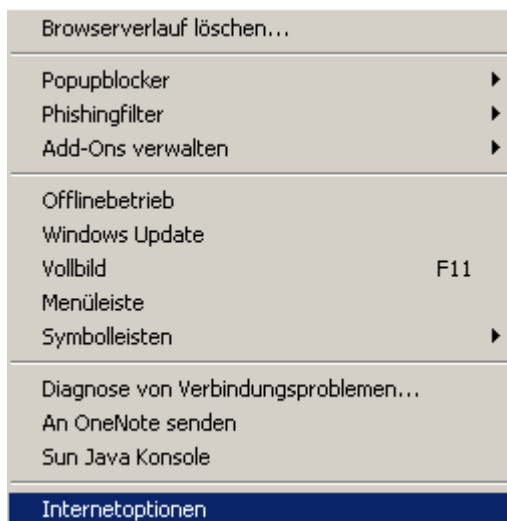 Browserverlauf löschen...
Popupblocker
Phishingfilter
Add-Ons verwalten
Offlinebetrieb
Windows Update
Vollbild F11
Menüleiste
Symbolleisten
Diagnose von Verbindungsproblemen...
An OneNote senden
Sun Java Konsole
Internetoptionen